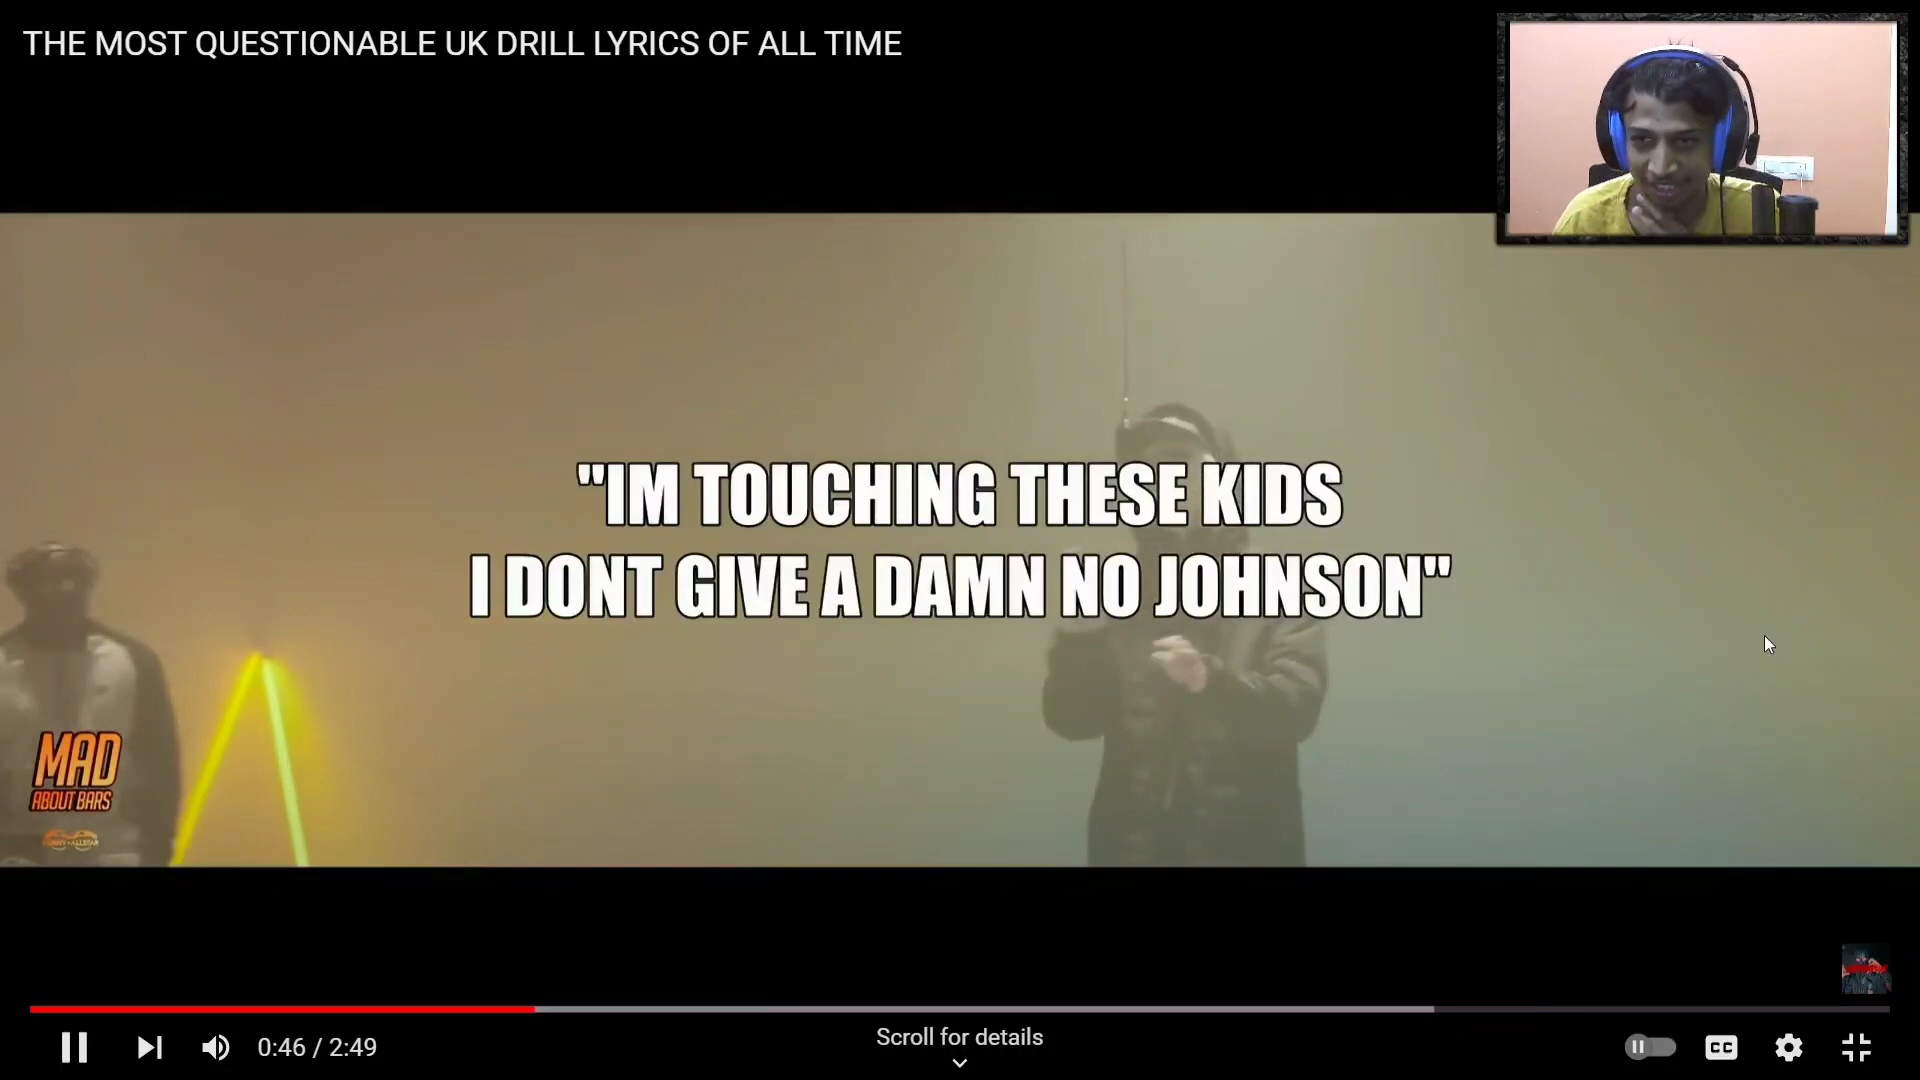 THE MOST QUESTIONABLE UK DRILL LYRICS OF ALL TIME
"IM TOUCHING THESE KIDS
I DONT GIVE A DAMN NO JOHNSON"
MAD
ABOUT BARS
0:46 / 2:49
Scroll for details
CC